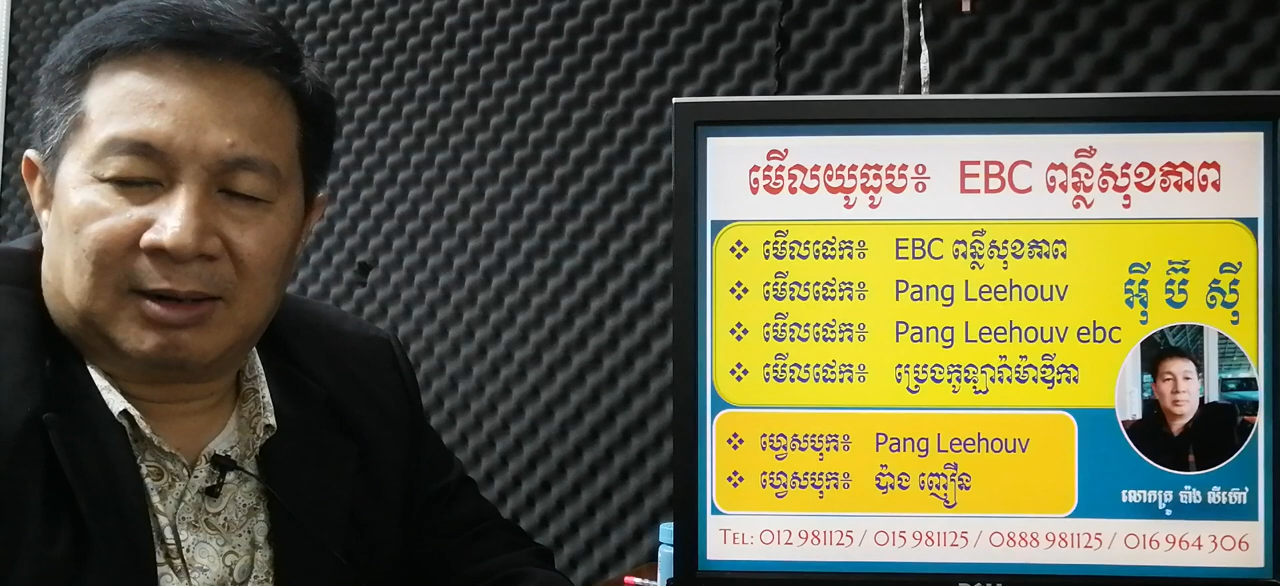 មើលយូធូប៖ EBC ពន្លឺសុខភាព
❖ មើលផេក៖ EBC ពន្លឺសុខភាព
❖ មើលផេក៖ Pang Leehouv
❖ មើលផេក៖ Pang Leehouv ebc
❖ មើលផេក៖ ប្រេងកូឡារ៉ាម៉ាឌីកា
អ៊ី ប៊ី ស៊ី
❖ ហ្វេសបុក៖ Pang Leehouv
❖ ហ្វេសបុក៖ ប៉ាង ញឿន
លោកគ្រូ ប៉ាង លីហ៊ៅ
TEL: 012 981125 / 015 981125 / 0888 981125 / 016 964 306